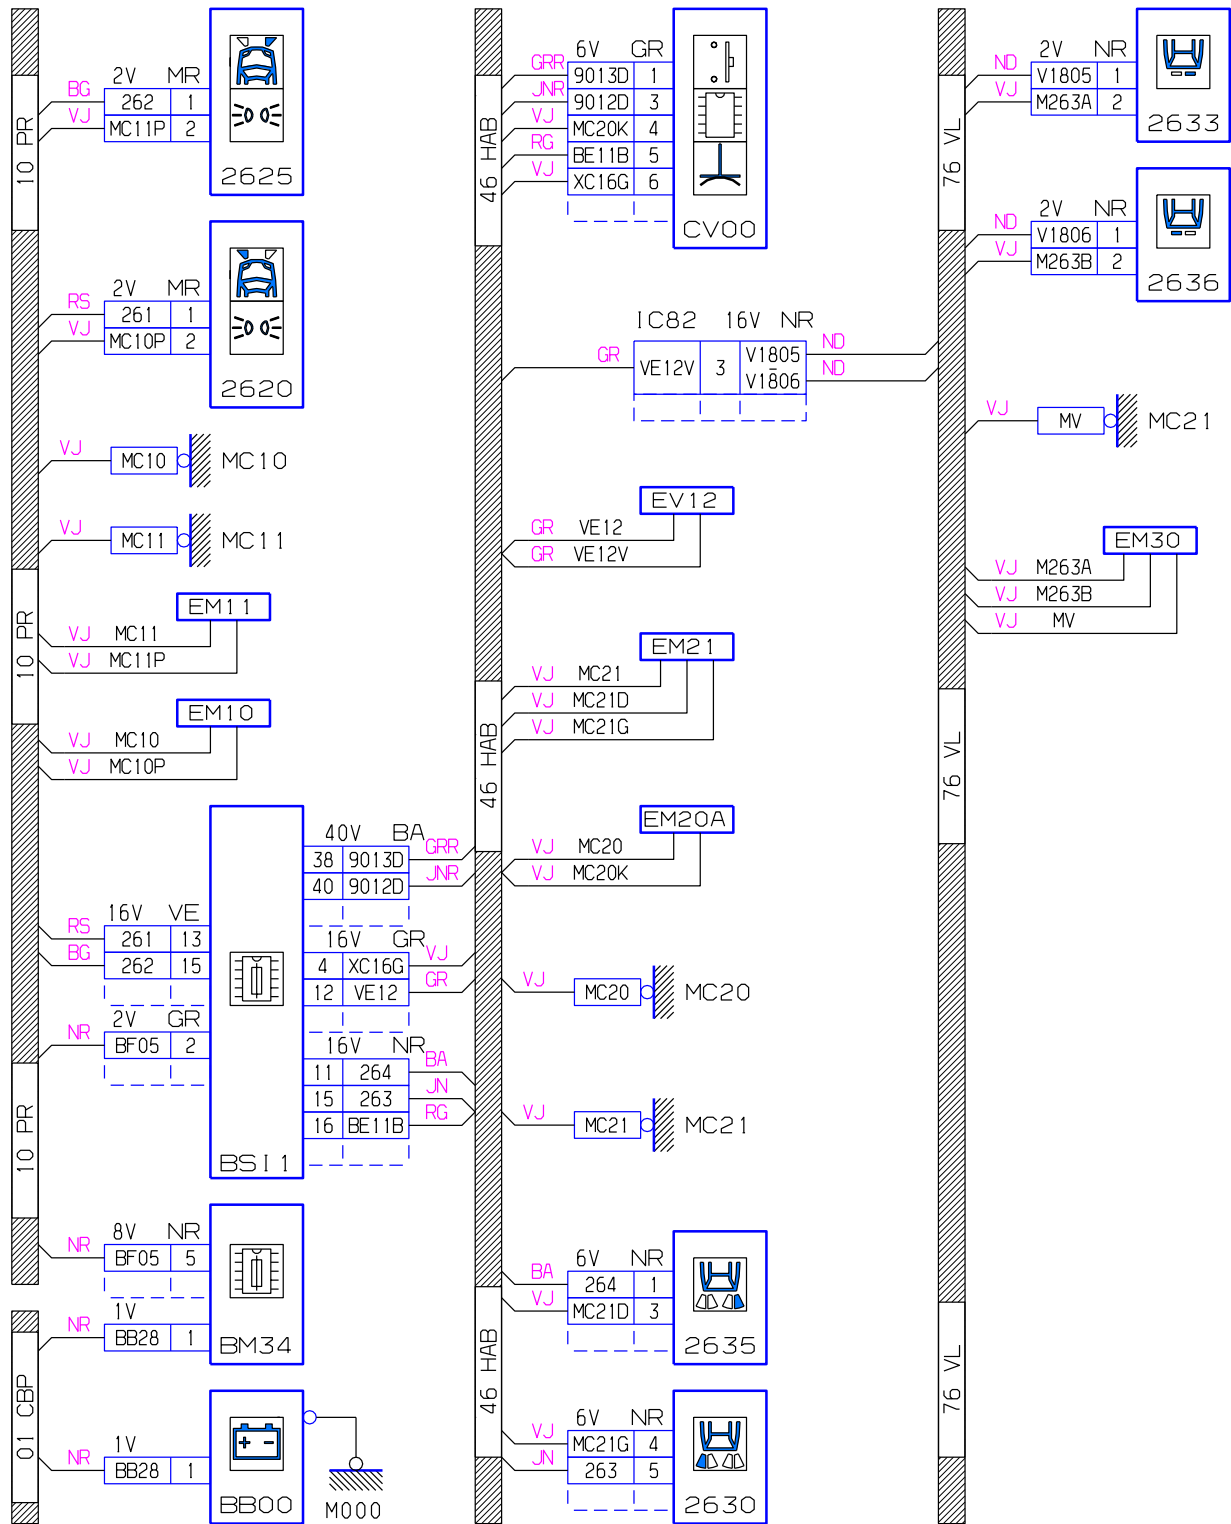 10 PR
2V MR
BG 262 1
VJ MC11P 2
2625
2V MR
RS 261 1
VJ MC10P 2
2620
VJ MC10 MC10
VJ MC11 MC11
10 PR
EM11
VJ MC11
VJ MC11P
EM10
VJ MC10
VJ MC10P
16V VE
RS 261 13
BG 262 15
2V GR
NR BF05 2
BSI1
40V BA
38 9013D GRR
40 9012D JNR
16V GR
4 XC16G VJ
12 VE12 GR
16V NR
11 264 BA
15 263 JN
16 BE11B RG
10 PR
8V NR
NR BF05 5
1V
NR BB28 1
BM34
01 CBP
1V
NR BB28 1
BB00
M000
46 HAB
6V GR
GRR 9013D 1
JNR 9012D 3
VJ MC20K 4
RG BE11B 5
VJ XC16G 6
CV00
IC82 16V NR
GR VE12V 3 V1805 ND
V1806 ND
EV12
GR VE12
GR VE12V
EM21
VJ MC21
VJ MC21D
VJ MC21G
46 HAB
EM20A
VJ MC20
VJ MC20K
VJ MC20 MC20
VJ MC21 MC21
46 HAB
6V NR
BA 264 1
VJ MC21D 3
2635
6V NR
VJ MC21G 4
JN 263 5
2630
76 VL
2V NR
ND V1805 1
VJ M263A 2
2633
2V NR
ND V1806 1
VJ M263B 2
2636
VJ MV MC21
EM30
VJ M263A
VJ M263B
VJ MV
76 VL
76 VL